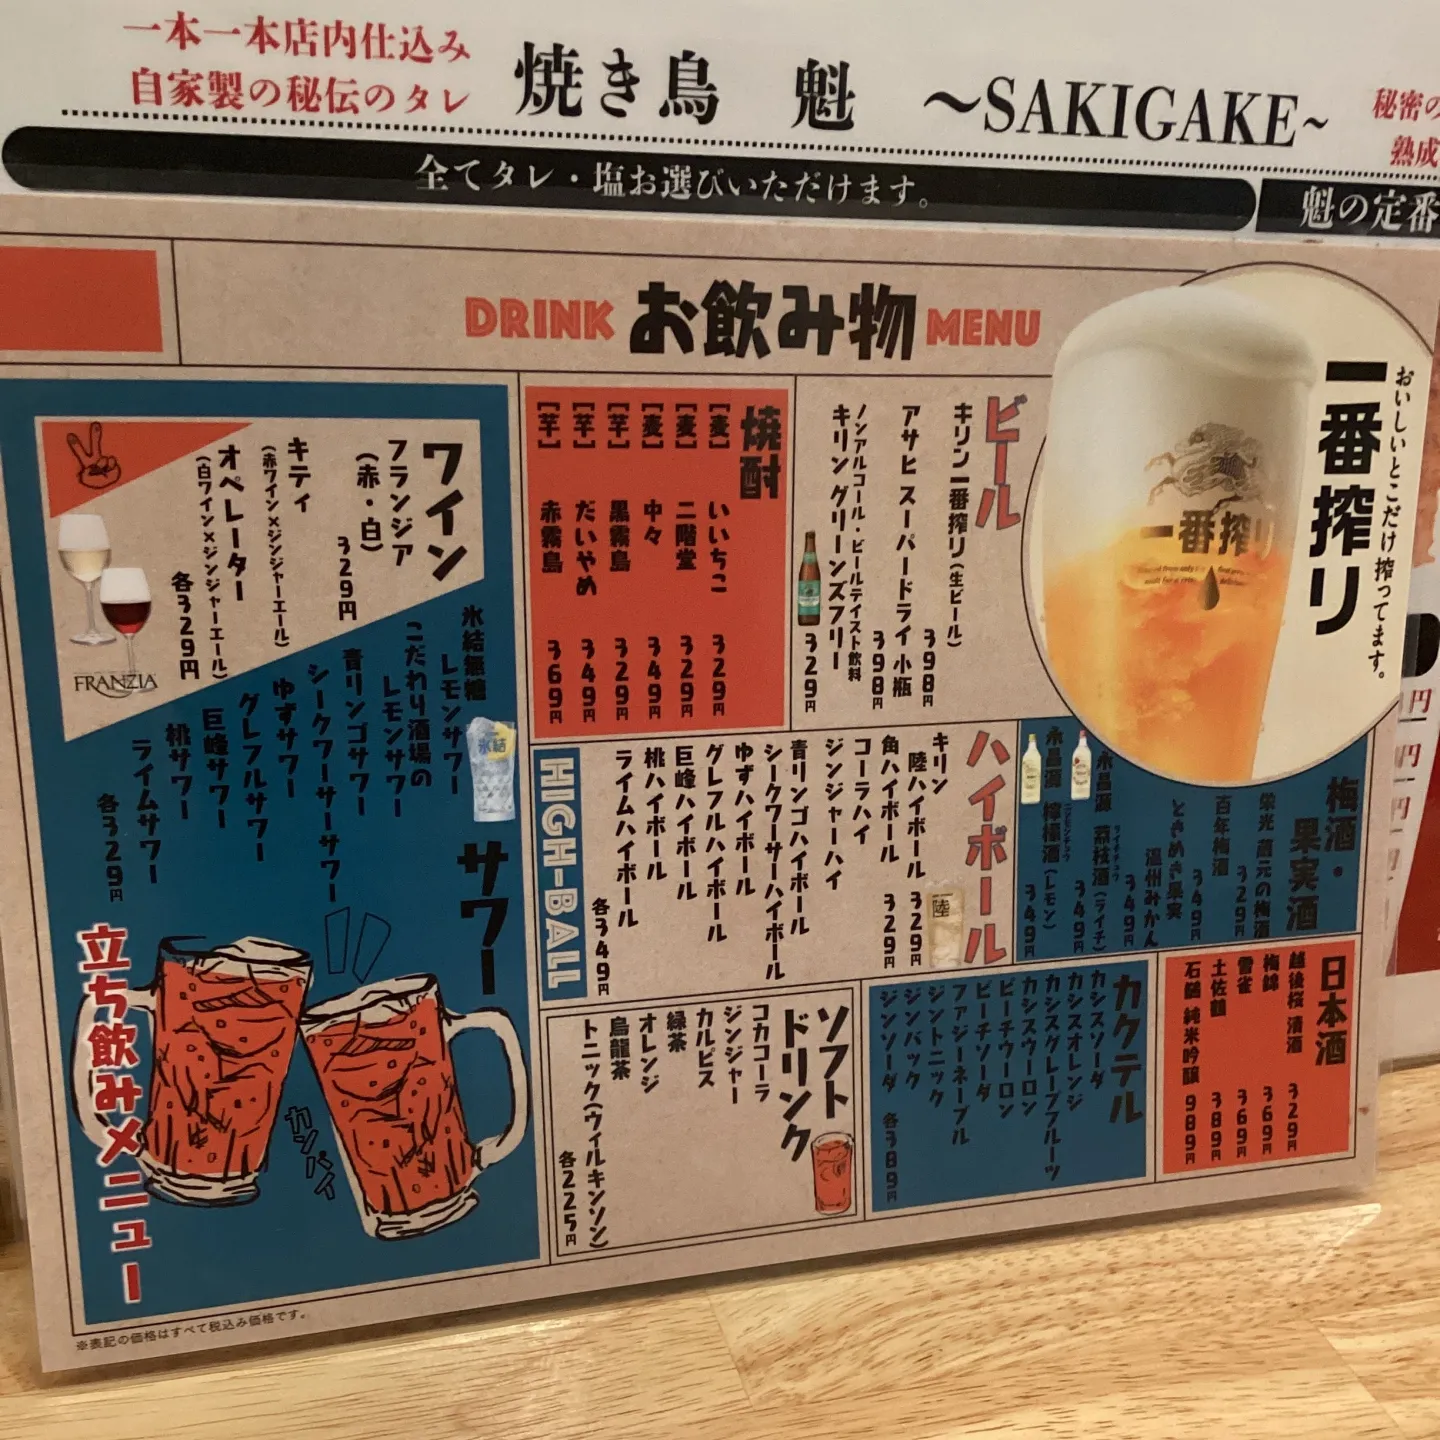 一本一本店内仕込み
自家製の秘伝のタレ
焼き鳥 魁 〜SAKIGAKE〜
全てタレ・塩お選びいただけます。
魁の定番
DRINK お飲み物 MENU
おいしいとこだけ搾ってます。
一番搾り
一番搾り
ビール
キリン一番搾り(生ビール) 398円
アサヒ スーパードライ 小瓶 398円
ノンアルコール・ビールテイスト飲料
キリン グリーンズフリー 329円
焼酎
[麦] いいちこ 329円
[麦] 二階堂 329円
[麦] 中々 349円
[芋] 黒霧島 329円
[芋] だいやめ 349円
[芋] 赤霧島 369円
ワイン
フランジア
(赤・白) 329円
キティ
(赤ワイン×ジンジャーエール)
オペレーター
(白ワイン×ジンジャーエール)
各329円
FRANZIA
サワー
氷結
氷結無糖
レモンサワー
こだわり酒場の
レモンサワー
青リンゴサワー
シークワーサーサワー
ゆずサワー
グレフルサワー
巨峰サワー
桃サワー
ライムサワー
各329円
カンパイ
立ち飲みメニュー
梅酒・
果実酒
栄光 蔵元の梅酒 329円
百年梅酒 349円
ときめき果実
温州みかん 349円
永昌源 茘枝酒(ライチ) 349円
永昌源 檸檬酒(レモン) 349円
ハイボール
キリン
陸ハイボール 329円
陸
角ハイボール 329円
コーラハイ
ジンジャーハイ
青リンゴハイボール
シークワーサーハイボール
ゆずハイボール
グレフルハイボール
巨峰ハイボール
桃ハイボール
ライムハイボール
各349円
HIGH-BALL
日本酒
越後桜 清酒 329円
梅錦 369円
雪雀 369円
土佐鶴 389円
石鎚 純米吟醸 989円
カクテル
カシスソーダ
カシスオレンジ
カシスグレープフルーツ
カシスウーロン
ピーチウーロン
ピーチソーダ
ファジーネーブル
ジントニック
ジンバック
ジンソーダ
各389円
ソフト
ドリンク
コカコーラ
ジンジャー
カルピス
緑茶
オレンジ
烏龍茶
トニック(ウィルキンソン)
各225円
※表記の価格はすべて税込み価格です。